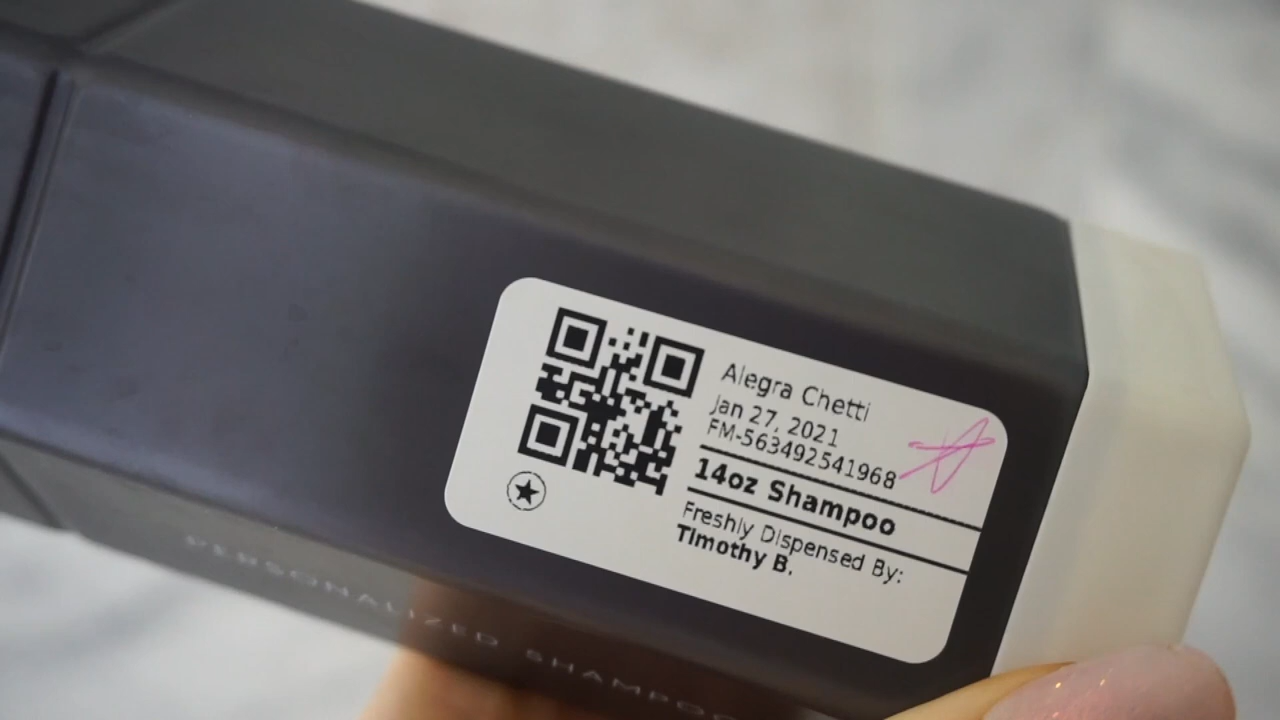 Alegra Chetti
Jan 27, 2021
FM-563492541968
14oz Shampoo
Freshly Dispensed By:
Timothy B.
PERSONALIZED SHAMPOO